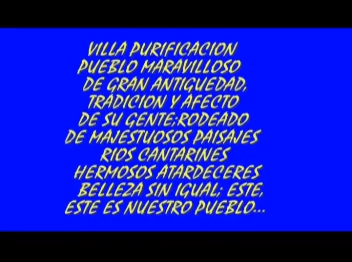 VILLA PURIFICACION
PUEBLO MARAVILLOSO
DE GRAN ANTIGUEDAD,
TRADICION Y AFECTO
DE SU GENTE;RODEADO
DE MAJESTUOSOS PAISAJES
RIOS CANTARINES
HERMOSOS ATARDECERES
BELLEZA SIN IGUAL; ESTE,
ESTE ES NUESTRO PUEBLO...